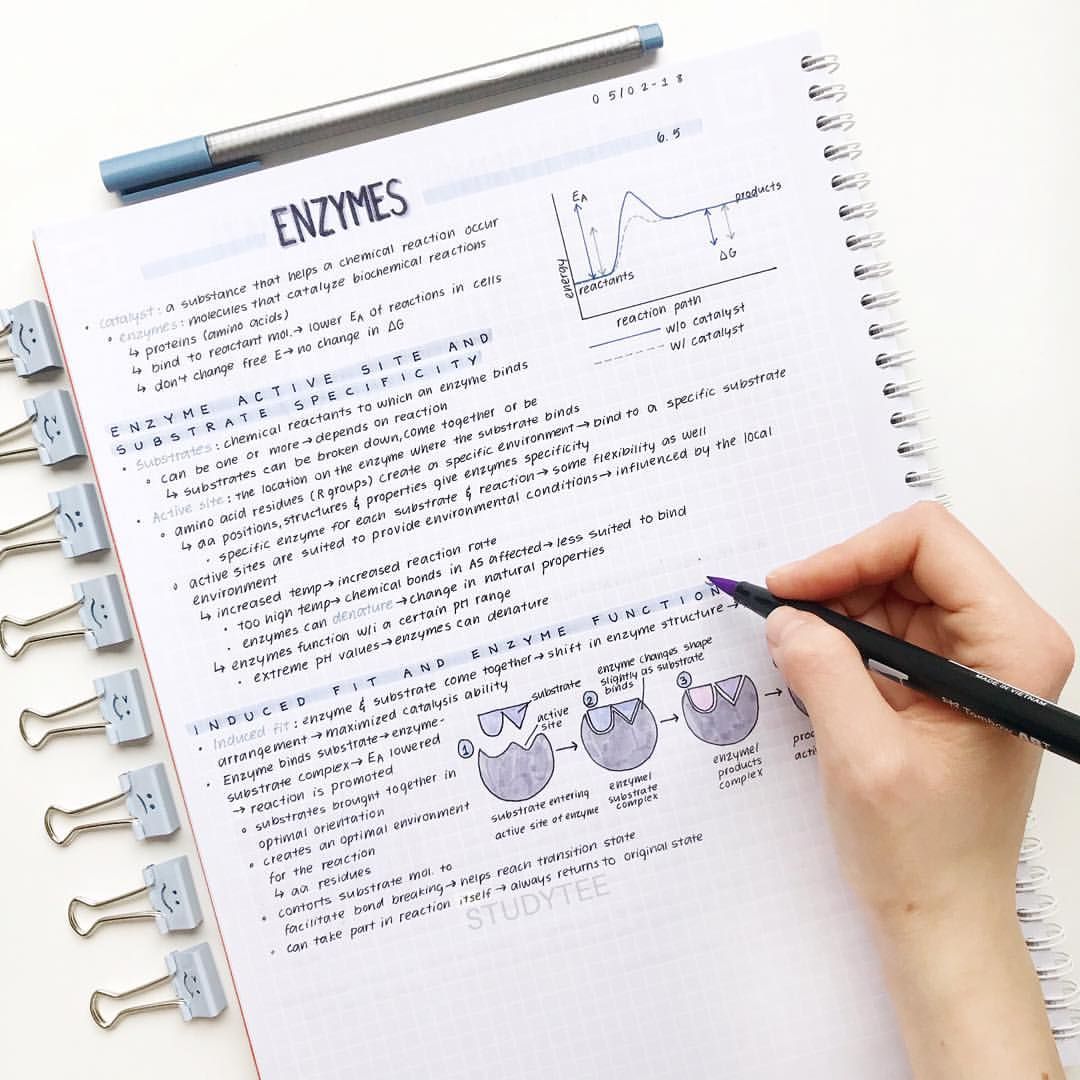 05/02-18
6.5
ENZYMES
• catalyst: a substance that helps a chemical reaction occur
• enzymes: molecules that catalyze biochemical reactions
↳ proteins (amino acids)
↳ bind to reactant mol. → lower EA of reactions in cells
↳ don't change free E → no change in ΔG
EA
products
ΔG
energy
reactants
reaction path
w/o catalyst
w/ catalyst
ENZYME ACTIVE SITE AND
SUBSTRATE SPECIFICITY
• Substrates: chemical reactants to which an enzyme binds
• can be one or more → depends on reaction
↳ substrates can be broken down, come together or be
• Active site: the location on the enzyme where the substrate binds
• amino acid residues (R groups) create a specific environment → bind to a specific substrate
↳ aa positions, structures & properties give enzymes specificity
• specific enzyme for each substrate & reaction → some flexibility as well
• active sites are suited to provide environmental conditions → influenced by the local
environment
↳ increased temp → increased reaction rate
• too high temp → chemical bonds in AS affected → less suited to bind
• enzymes can denature → change in natural properties
↳ enzymes function w/i a certain pH range
• extreme pH values → enzymes can denature
INDUCED FIT AND ENZYME FUNCTION
• Induced fit: enzyme & substrate come together → shift in enzyme structure →
arrangement → maximized catalysis ability
• Enzyme binds substrate → enzyme-
substrate complex → EA lowered
→ reaction is promoted
• substrates brought together in
optimal orientation
• creates an optimal environment
for the reaction
↳ aa residues
• contorts substrate mol. to
facilitate bond breaking → helps reach transition state
• can take part in reaction itself → always returns to original state
1
substrate
active
site
substrate entering
active site of enzyme
2
enzyme changes shape
slightly as substrate
binds
enzyme/
substrate
complex
3
enzyme/
products
complex
STUDYTEE
MADE IN VIETNAM